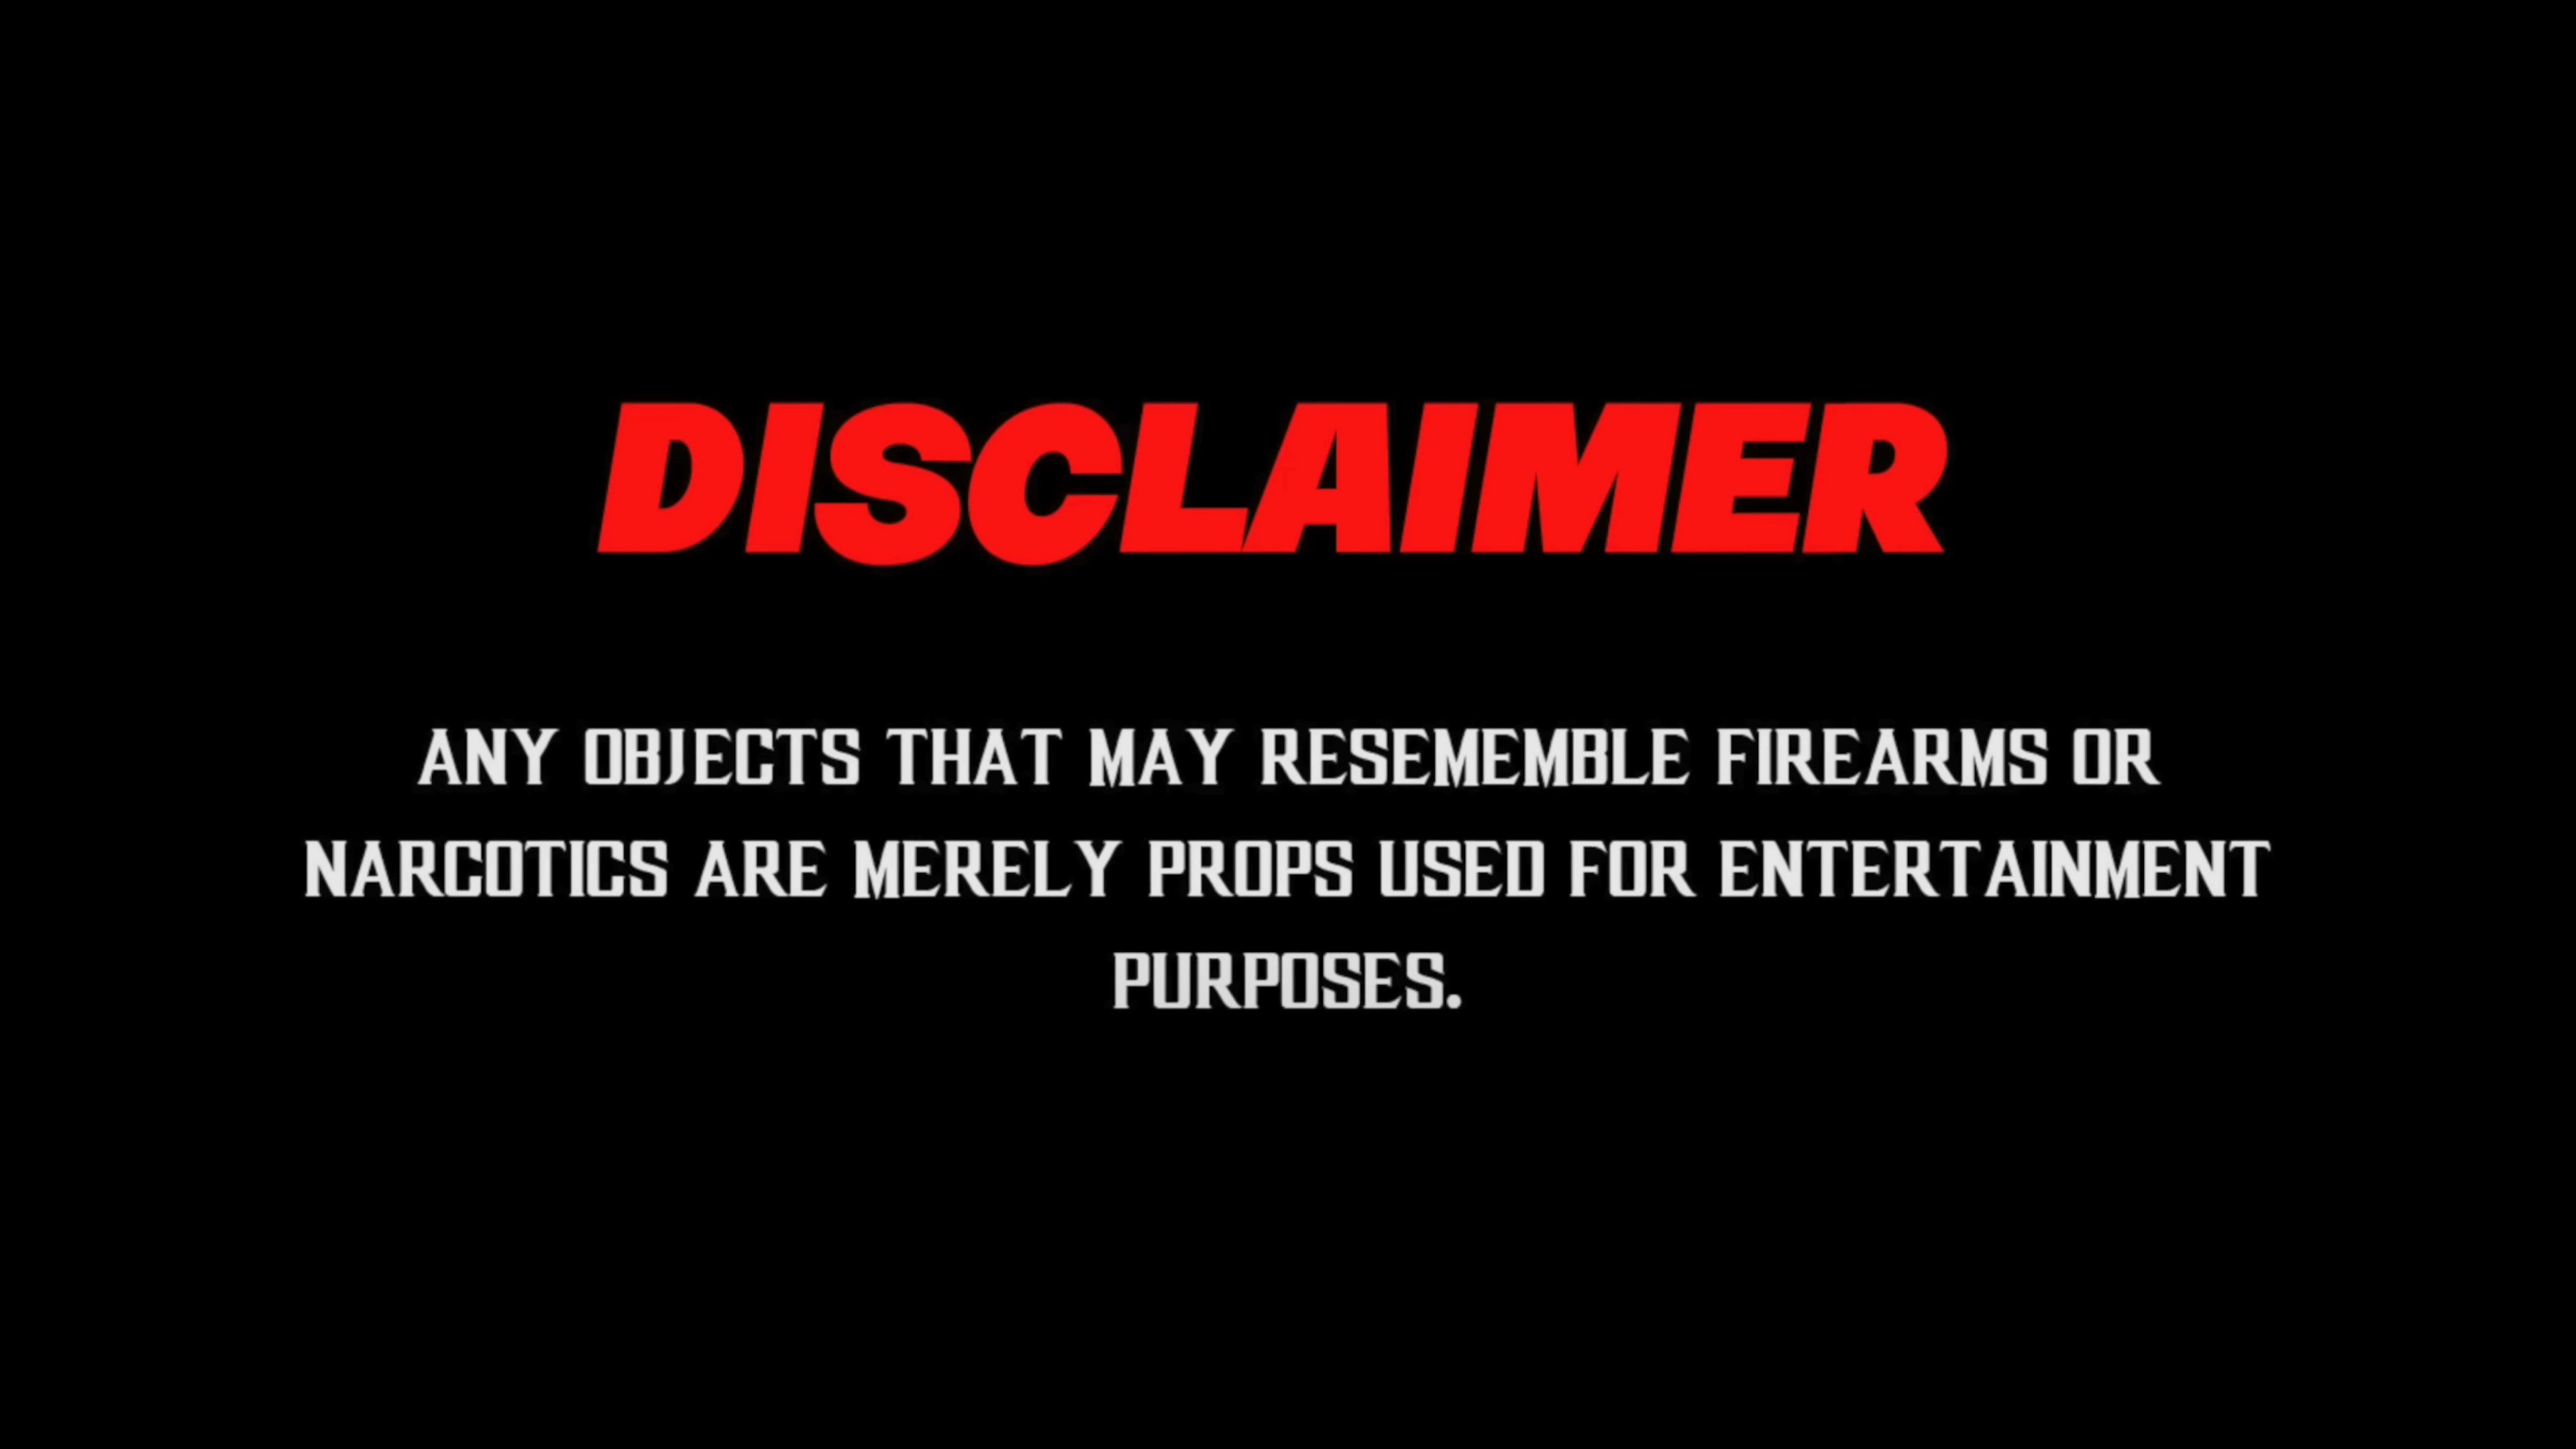 DISCLAIMER
ANY OBJECTS THAT MAY RESEMEMBLE FIREARMS OR
NARCOTICS ARE MERELY PROPS USED FOR ENTERTAINMENT
PURPOSES.